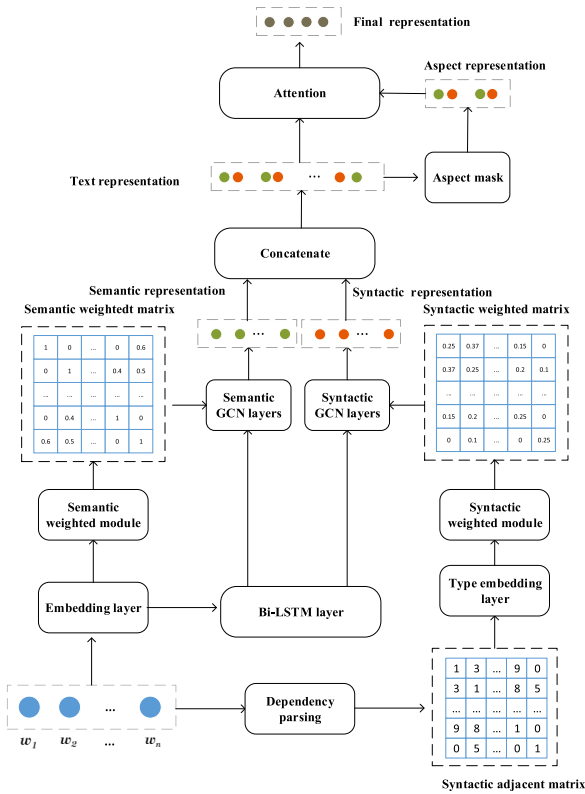 Final representation
Aspect representation
Attention
Text representation
...
Aspect mask
Concatenate
Semantic representation
Syntactic representation
Semantic weightedt matrix
Syntactic weighted matrix
... ...
1 0 ... 0 0.6
0 1 ... 0.4 0.5
... ... ... ... ...
0 0.4 ... 1 0
0.6 0.5 ... 0 1
0.25 0.37 ... 0.15 0
0.37 0.25 ... 0.2 0.1
... ... ... ... ...
0.15 0.2 ... 0.25 0
0 0.1 ... 0 0.25
Semantic
GCN layers
Syntactic
GCN layers
Semantic
weighted module
Syntactic
weighted module
Embedding layer
Bi-LSTM layer
Type embedding
layer
...
w1 w2 ... wn
Dependency
parsing
1 3 ... 9 0
3 1 ... 8 5
... ... ... ... ...
9 8 ... 1 0
0 5 ... 0 1
Syntactic adjacent matrix